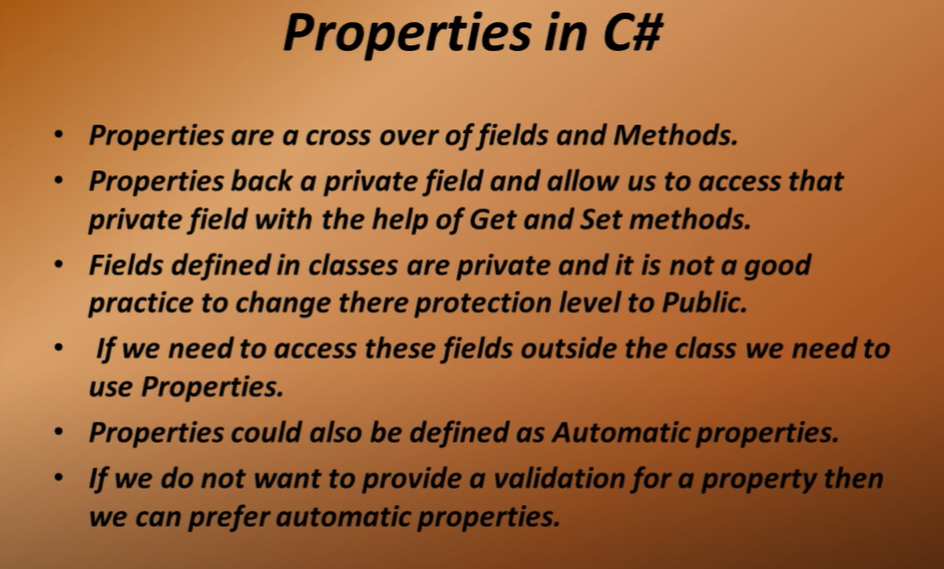 Properties in C#
• Properties are a cross over of fields and Methods.
• Properties back a private field and allow us to access that
private field with the help of Get and Set methods.
• Fields defined in classes are private and it is not a good
practice to change there protection level to Public.
• If we need to access these fields outside the class we need to
use Properties.
• Properties could also be defined as Automatic properties.
• If we do not want to provide a validation for a property then
we can prefer automatic properties.